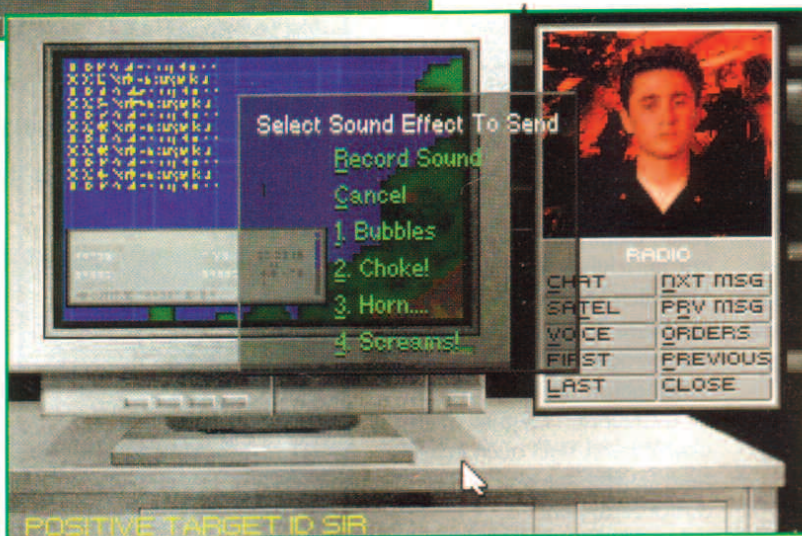 Select Sound Effect To Send
Record Sound
Cancel
1. Bubbles
2. Choke!
3. Horn....
4. Screams!
RADIO
CHAT
NXT MSG
SATEL
PRV MSG
VOICE
ORDERS
FIRST
PREVIOUS
LAST
CLOSE
POSITIVE TARGET ID SIR